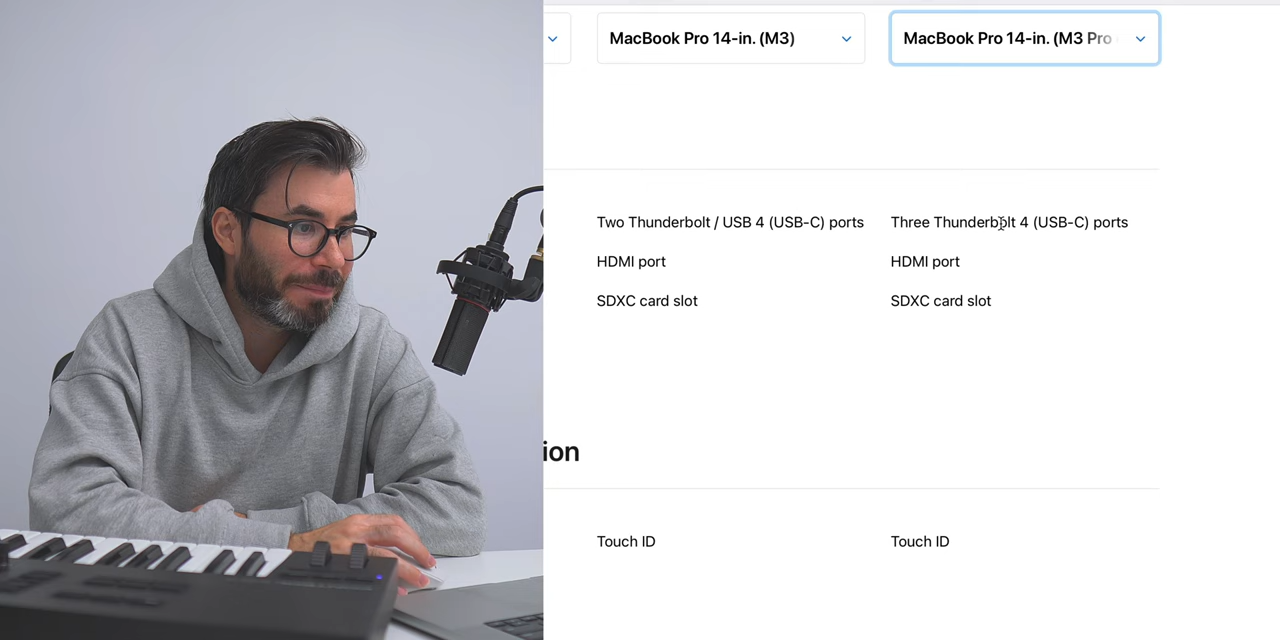 MacBook Pro 14-in. (M3)
MacBook Pro 14-in. (M3 Pro
Two Thunderbolt / USB 4 (USB-C) ports
Three Thunderbolt 4 (USB-C) ports
HDMI port
HDMI port
SDXC card slot
SDXC card slot
ion
Touch ID
Touch ID